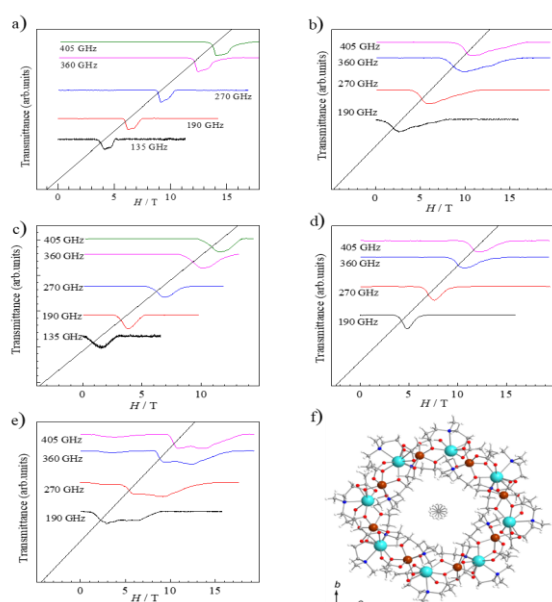 a)
405 GHz
360 GHz
270 GHz
190 GHz
135 GHz
Transmittance (arb.units)
0 5 10 15
H / T
b)
405 GHz
360 GHz
270 GHz
190 GHz
Transmittance (arb.units)
0 5 10 15
H / T
c)
405 GHz
360 GHz
270 GHz
190 GHz
135 GHz
Transmittance (arb.units)
0 5 10
H / T
d)
405 GHz
360 GHz
270 GHz
190 GHz
Transmittance (arb.units)
0 5 10 15
H / T
e)
405 GHz
360 GHz
270 GHz
190 GHz
Transmittance (arb.units)
0 5 10 15
H / T
f)
b